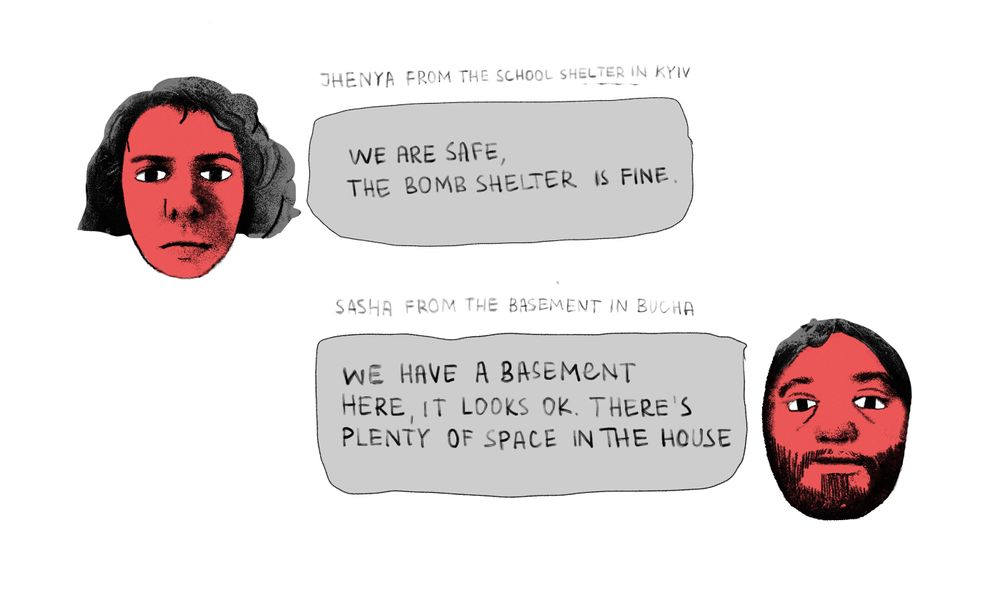 JHENYA FROM THE SCHOOL SHELTER IN KYIV
WE ARE SAFE,
THE BOMB SHELTER IS FINE.
SASHA FROM THE BASEMENT IN BUCHA
WE HAVE A BASEMENT
HERE, IT LOOKS OK. THERE'S
PLENTY OF SPACE IN THE HOUSE